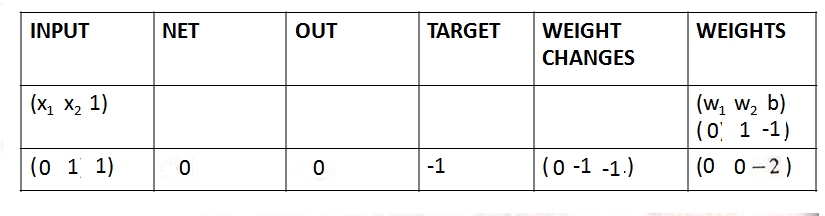 INPUT NET OUT TARGET WEIGHT CHANGES WEIGHTS
(x₁ x₂ 1) (w₁ w₂ b)
(0 1 -1)
(0 1 1) 0 0 -1 (0 -1 -1.) (0 0 -2)